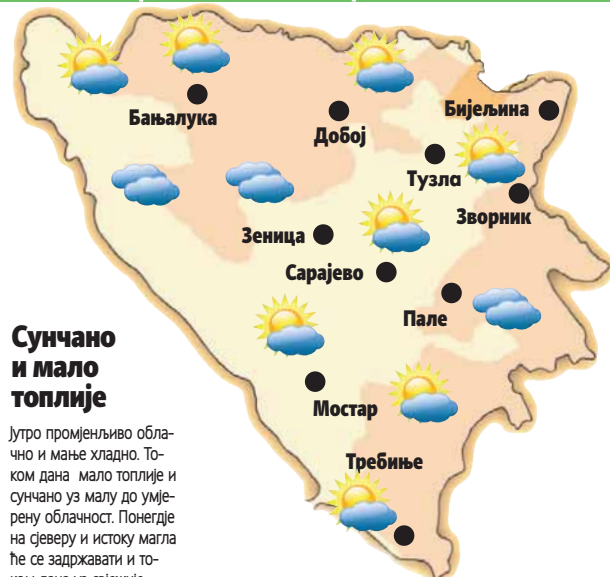 Бањалука
Добој
Бијељина
Тузла
Зворник
Зеница
Сарајево
Пале
Мостар
Требиње
Сунчано
и мало
топлије
Јутро промјенљиво обла-
чно и мање хладно. То-
ком дана мало топлије и
сунчано уз малу до умје-
рену облачност. Понегдје
на сјеверу и истоку магла
ће се задржавати и то-